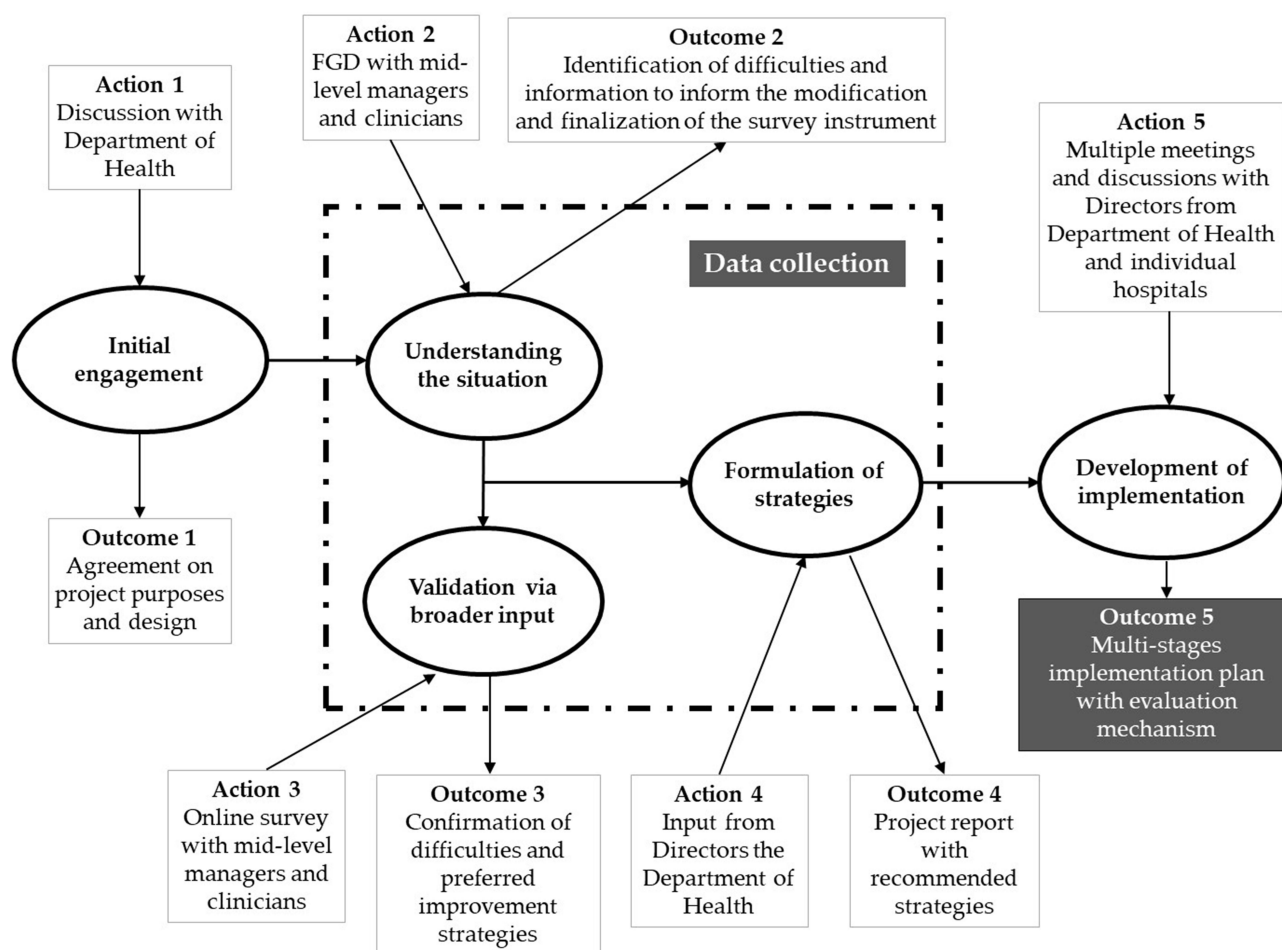 Action 1
Discussion with
Department of
Health
Action 2
FGD with mid-
level managers
and clinicians
Outcome 2
Identification of difficulties and
information to inform the modification
and finalization of the survey instrument
Action 5
Multiple meetings
and discussions with
Directors from
Department of Health
and individual
hospitals
Data collection
Initial
engagement
Understanding
the situation
Formulation of
strategies
Development of
implementation
Validation via
broader input
Outcome 1
Agreement on
project purposes
and design
Outcome 5
Multi-stages
implementation plan
with evaluation
mechanism
Action 3
Online survey
with mid-level
managers and
clinicians
Outcome 3
Confirmation of
difficulties and
preferred
improvement
strategies
Action 4
Input from
Directors the
Department of
Health
Outcome 4
Project report
with
recommended
strategies